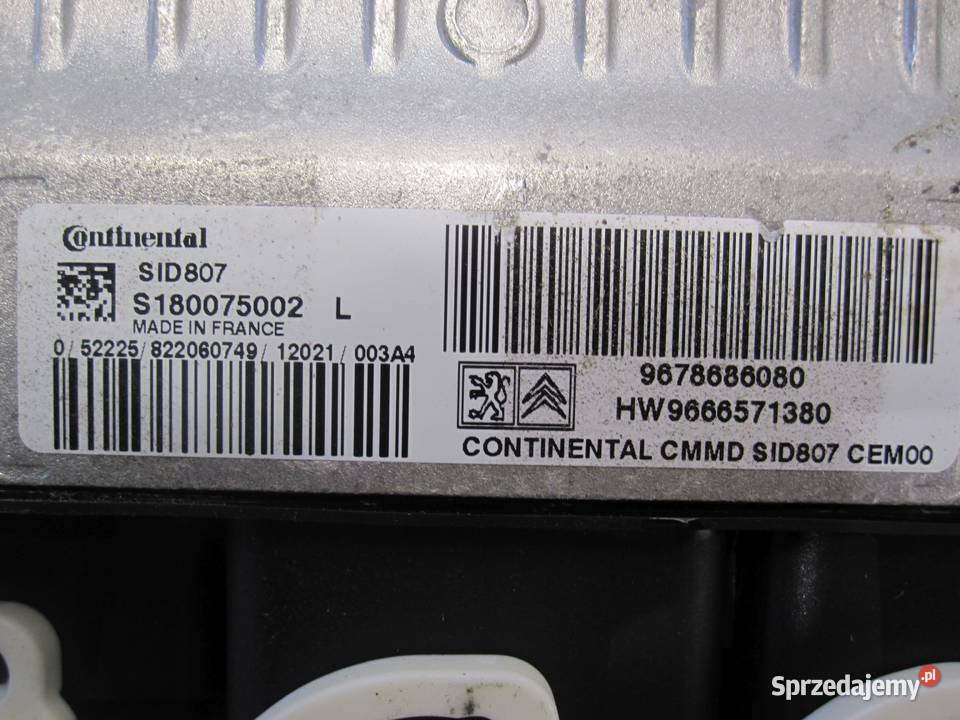 Continental
SID807
S180075002 L
MADE IN FRANCE
0/52225/822060749/12021/003A4
9678686080
HW9666571380
CONTINENTAL CMMD SID807 CEM00
Sprzedajemy.pl